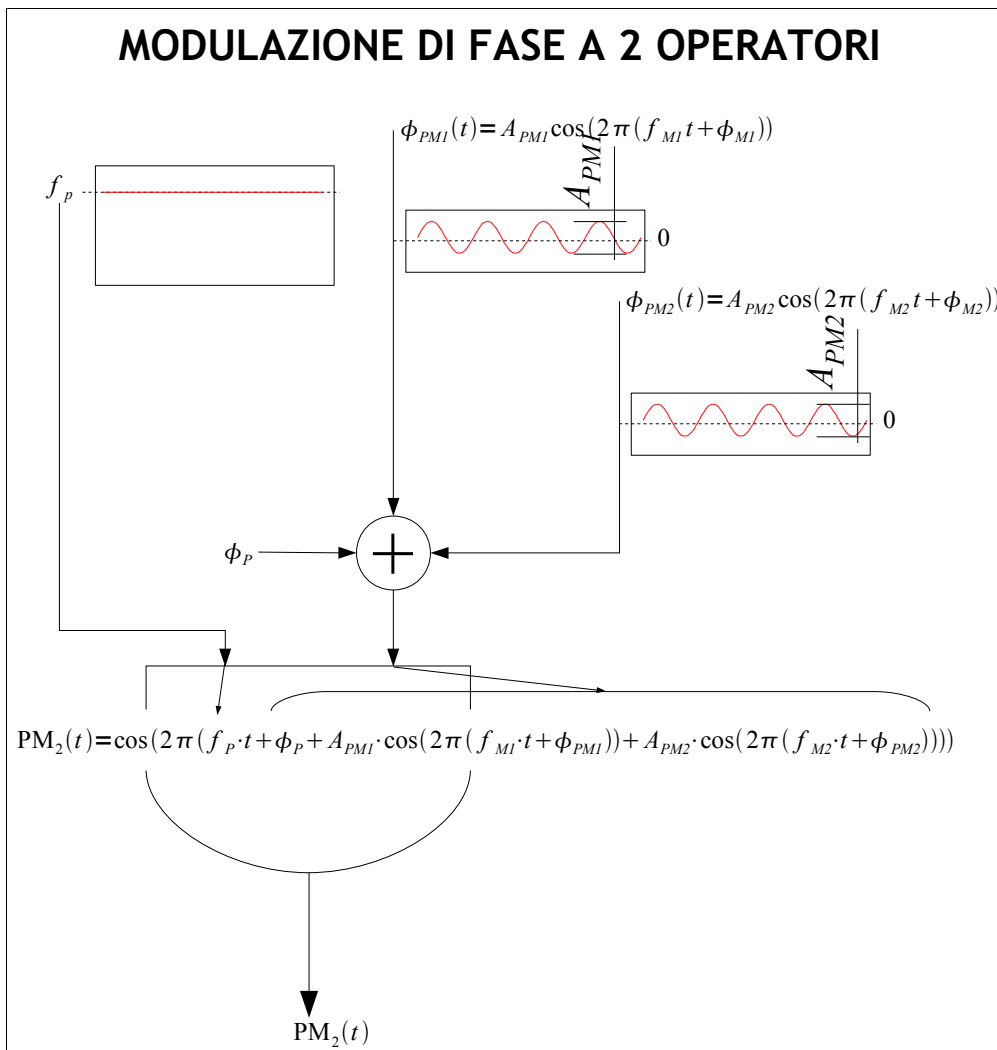 MODULAZIONE DI FASE A 2 OPERATORI
ϕ_PM1(t)=A_PM1 cos(2π(f_M1 t+ϕ_M1))
f_p
A_PM1
0
ϕ_PM2(t)=A_PM2 cos(2π(f_M2 t+ϕ_M2))
A_PM2
0
ϕ_P
+
PM_2(t)=cos(2π(f_P·t+ϕ_P+A_PM1·cos(2π(f_M1·t+ϕ_PM1))+A_PM2·cos(2π(f_M2·t+ϕ_PM2))))
PM_2(t)